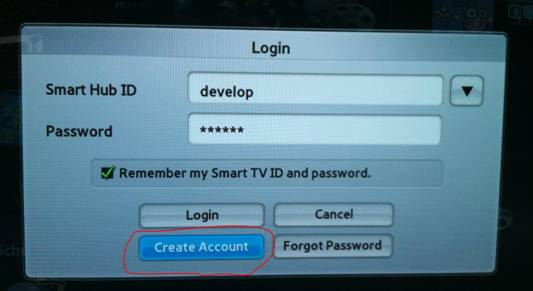 Login
Smart Hub ID develop ▼
Password ******
Remember my Smart TV ID and password.
Login Cancel
Create Account Forgot Password
Sche